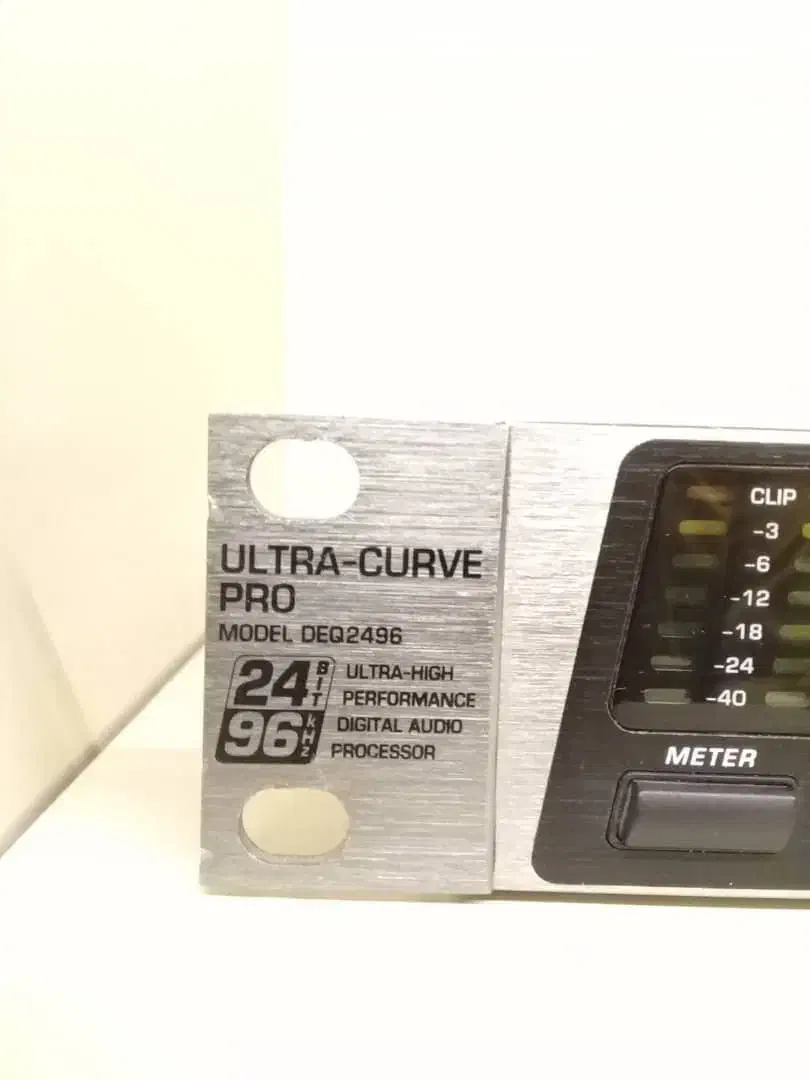 ULTRA-CURVE
PRO
MODEL DEQ2496
24 BIT
96 kHz
ULTRA-HIGH
PERFORMANCE
DIGITAL AUDIO
PROCESSOR
CLIP
-3
-6
-12
-18
-24
-40
METER